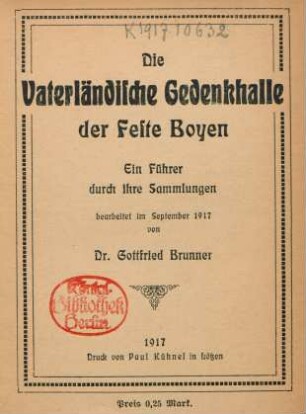 K 1917 10632
Die
Vaterländische Gedenkhalle
der Feste Boyen
Ein Führer
durch ihre Sammlungen
bearbeitet im September 1917
von
Dr. Gottfried Brunner
Bibliothek
Berlin
1917
Druck von Paul Kühnel in Lötzen
Preis 0,25 Mark.